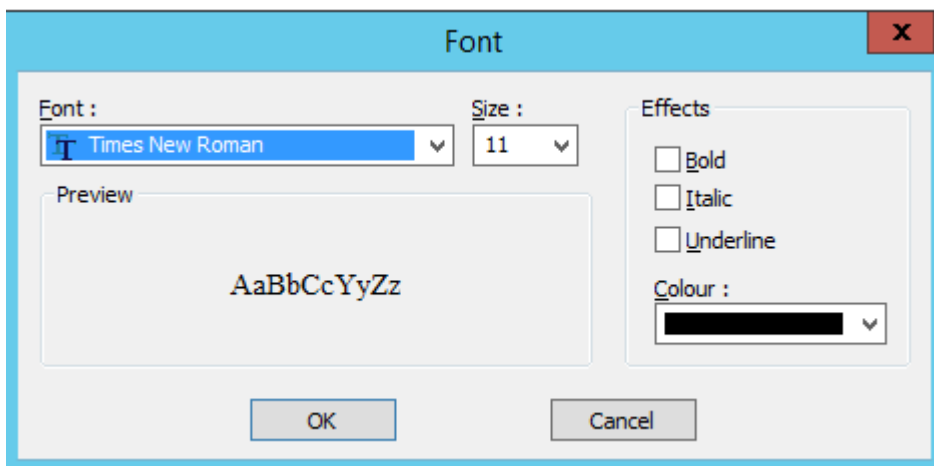 Font
x
Font :
Times New Roman
Size :
11
Effects
Bold
Italic
Underline
Colour :
Preview
AaBbCcYyZz
OK
Cancel